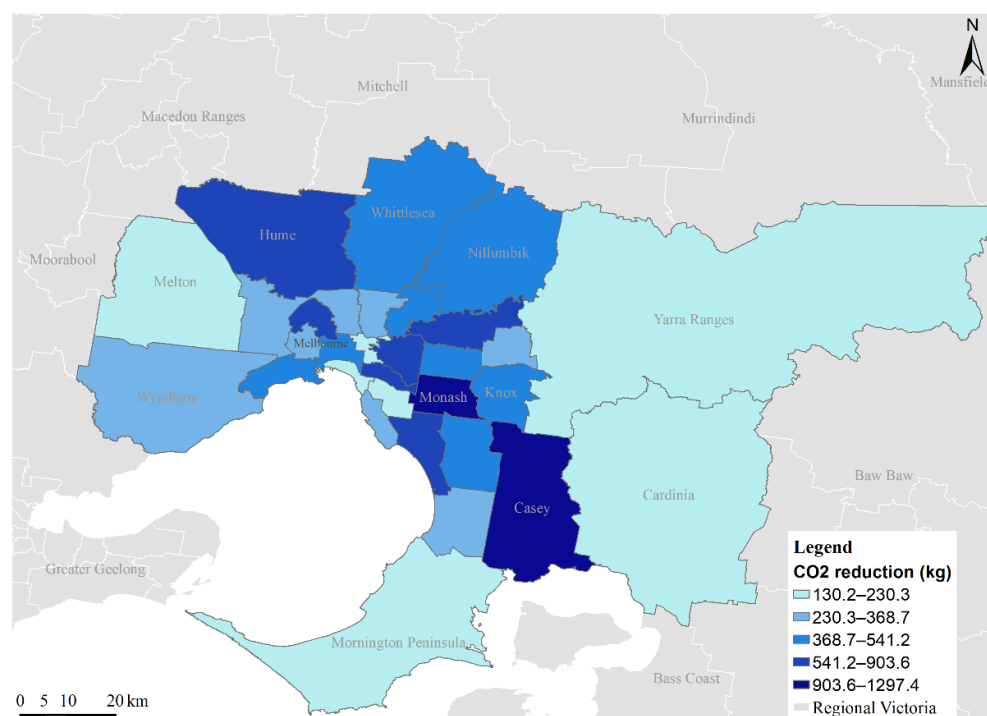 N
Mitchell
Mansfield
Macedon Ranges
Murrindindi
Whittlesea
Hume
Nillumbik
Moorabool
Melton
Yarra Ranges
Melbourne
Wyndham
Monash
Knox
Baw Baw
Casey
Cardinia
Greater Geelong
Mornington Peninsula
Bass Coast
Legend
CO2 reduction (kg)
130.2–230.3
230.3–368.7
368.7–541.2
541.2–903.6
903.6–1297.4
Regional Victoria
0 5 10 20 km